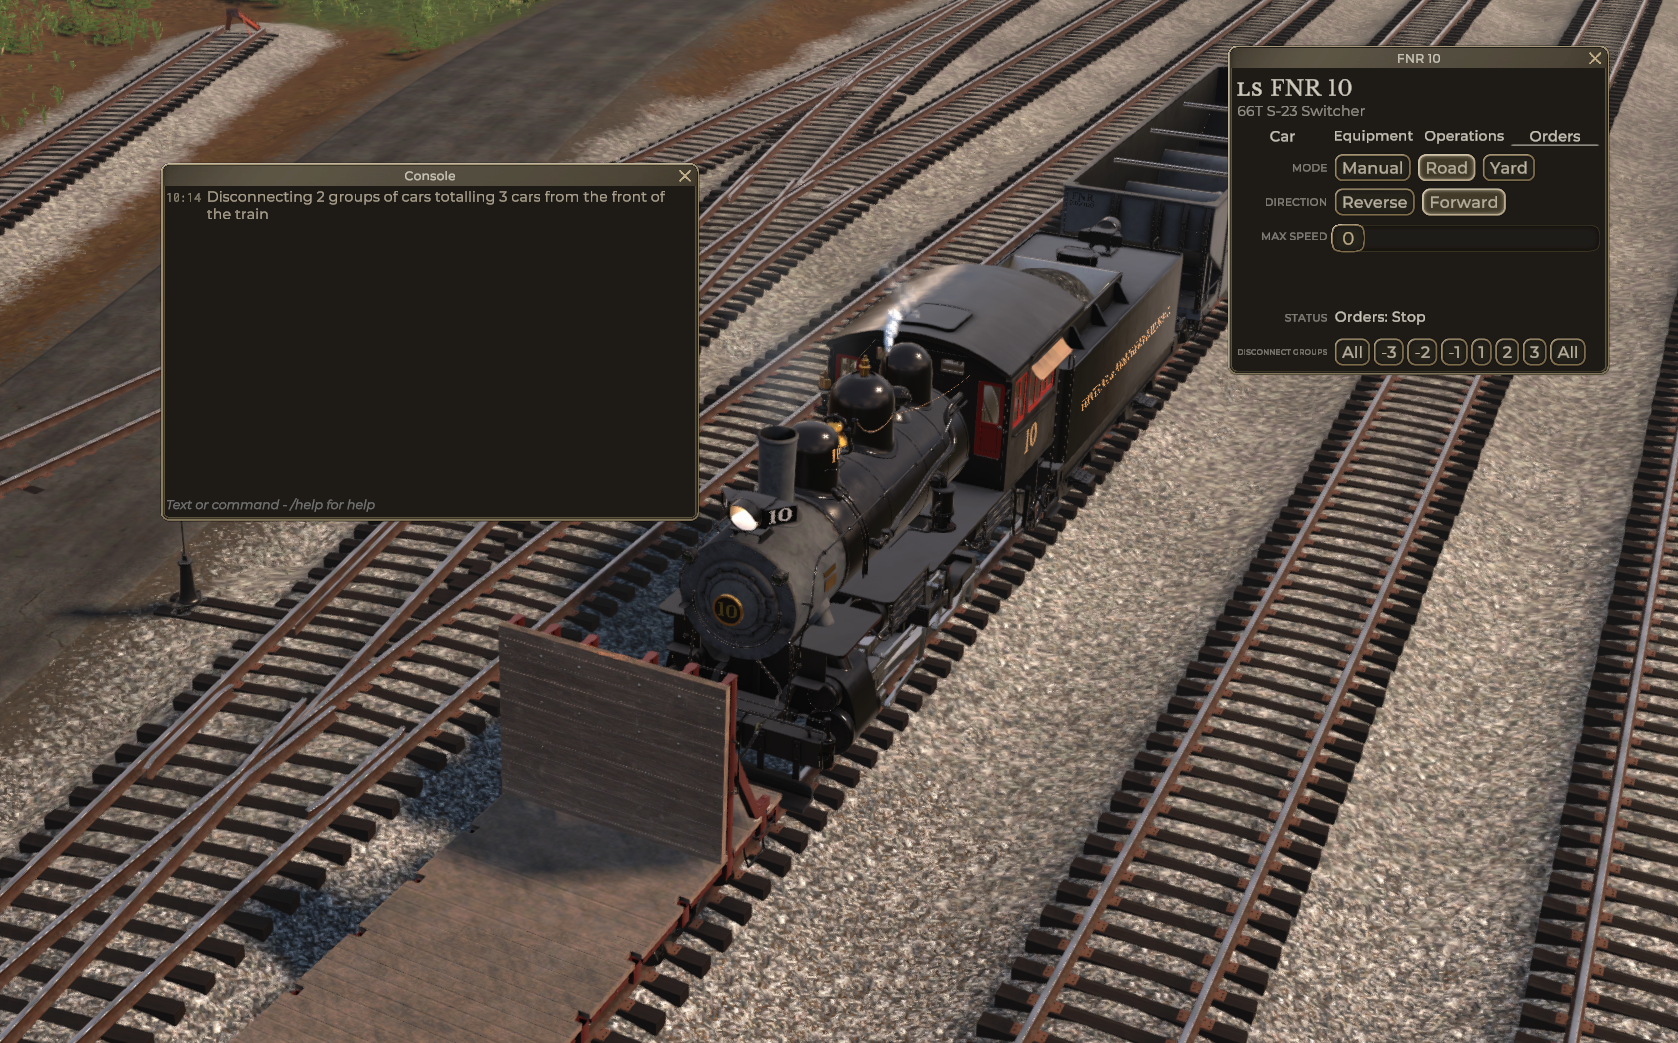 Console
10:14 Disconnecting 2 groups of cars totalling 3 cars from the front of
the train
Text or command - /help for help
FNR 10
LS FNR 10
66T S-23 Switcher
Car Equipment Operations Orders
MODE Manual Road Yard
DIRECTION Reverse Forward
MAX SPEED 0
STATUS Orders: Stop
DISCONNECT GROUPS All -3 -2 -1 1 2 3 All
10
10
10